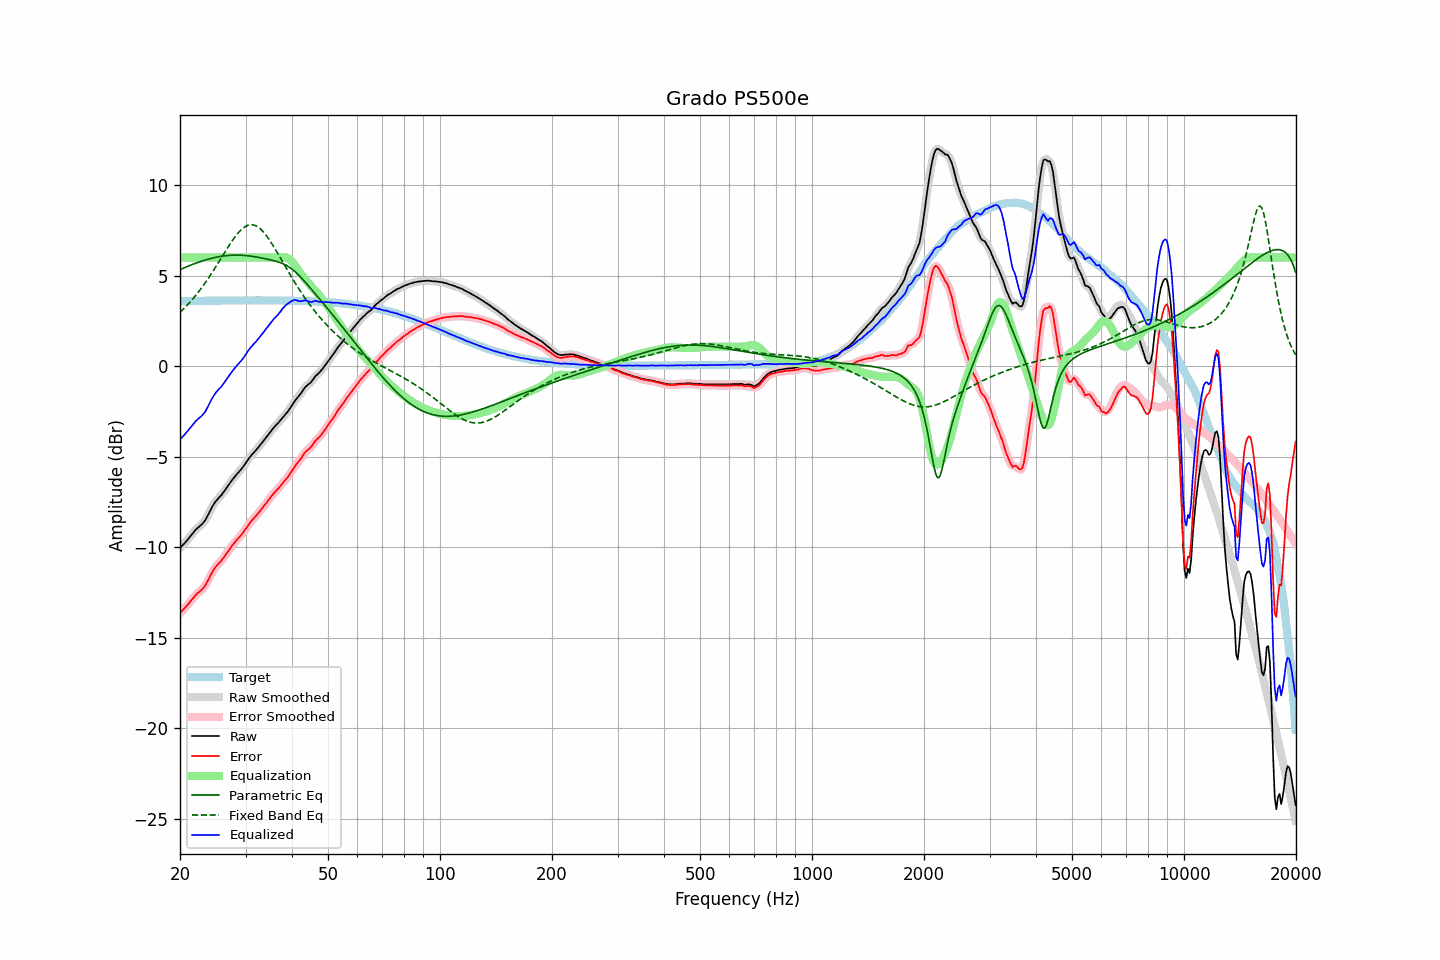 Grado PS500e
10
5
0
−5
−10
−15
−20
−25
Amplitude (dBr)
Target
Raw Smoothed
Error Smoothed
Raw
Error
Equalization
Parametric Eq
Fixed Band Eq
Equalized
20 50 100 200 500 1000 2000 5000 10000 20000
Frequency (Hz)